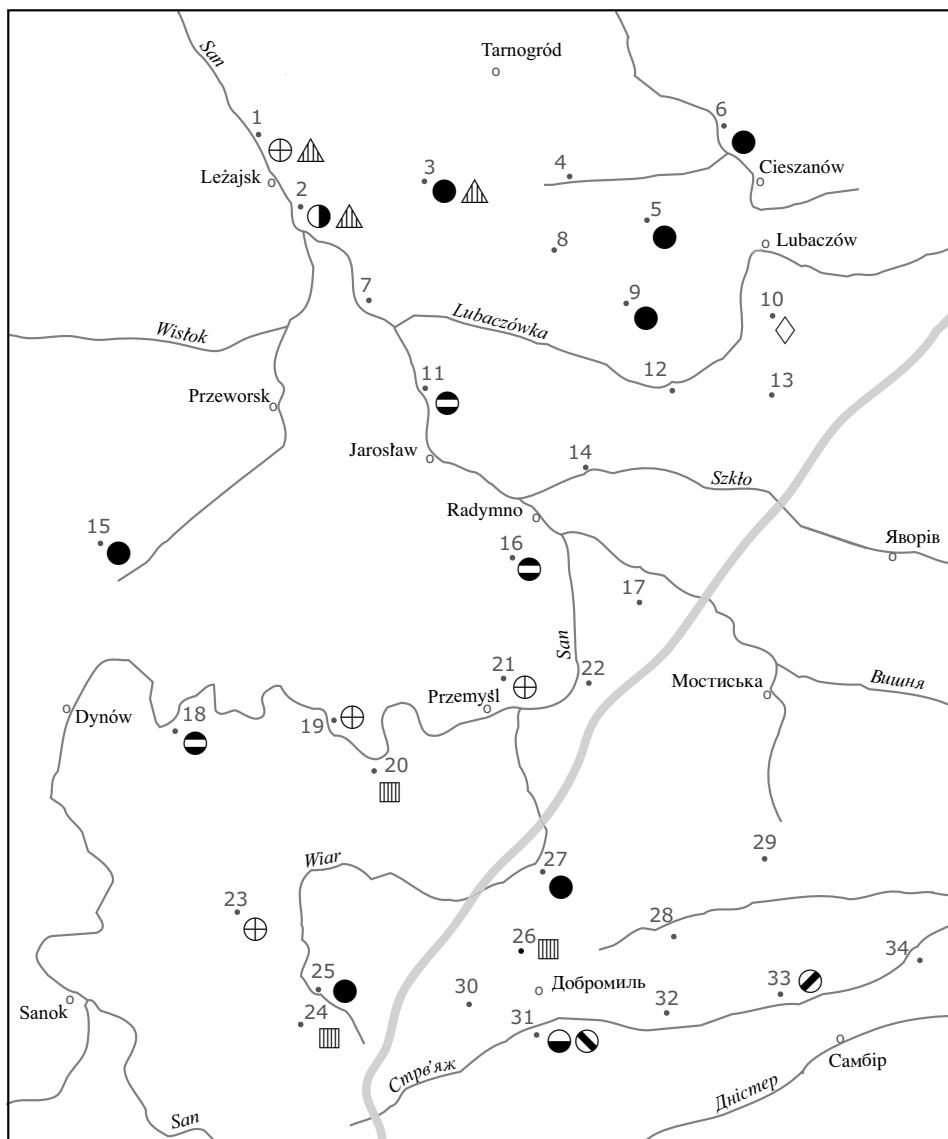 San
Tarnogród
1
6
Leżajsk
3
4
Cieszanów
2
5
8
Lubaczów
7
9
10
Lubaczówka
Wisłok
11
12
13
Przeworsk
Jarosław
14
Szkło
Radymno
15
16
Яворів
17
San
21
22
Przemyśl
Мостиська
Вишня
Dynów
18
19
20
Wiar
27
29
23
26
28
34
25
30
Добромиль
33
32
Sanok
24
31
Стрв'яж
Самбір
Дністер
San